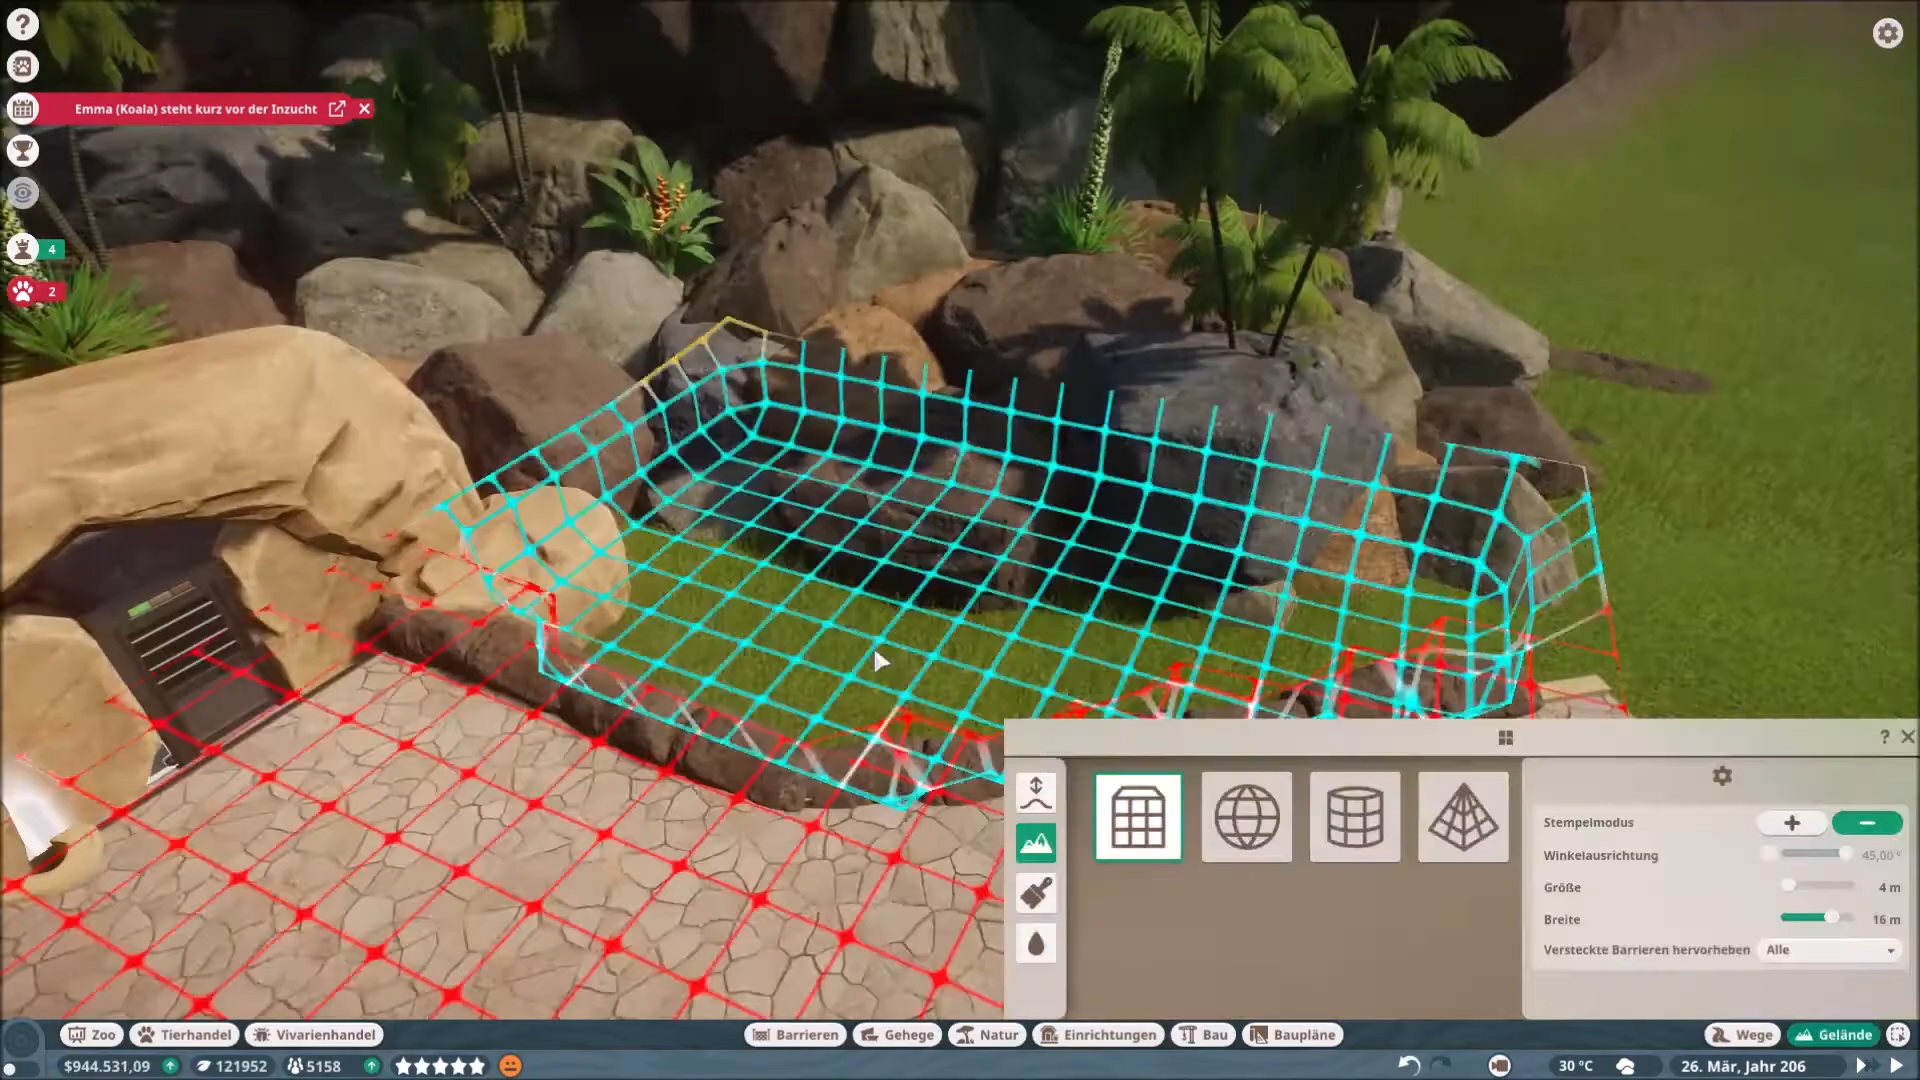 ?
Emma (Koala) steht kurz vor der Inzucht
4
2
?
Stempelmodus
+ −
Winkelausrichtung 45,00 °
Größe 4 m
Breite 16 m
Versteckte Barrieren hervorheben Alle
Zoo Tierhandel Vivarienhandel Barrieren Gehege Natur Einrichtungen Bau Baupläne Wege Gelände
$944.531,09 121952 5158 30 °C 26. Mär, Jahr 206